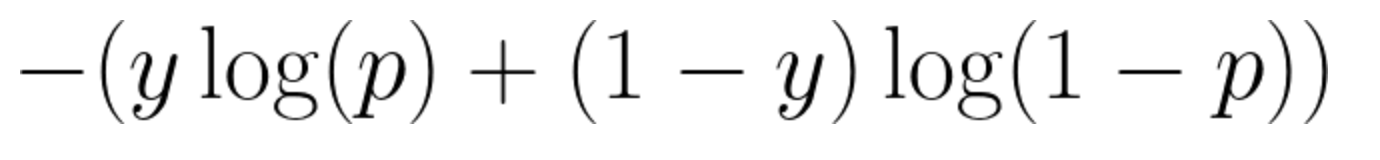 −(y log(p) + (1 − y) log(1 − p))